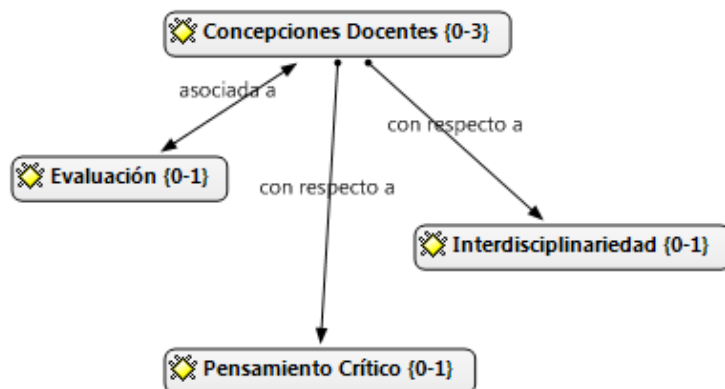 Concepciones Docentes {0-3}
asociada a
con respecto a
Evaluación {0-1}
con respecto a
Interdisciplinariedad {0-1}
Pensamiento Crítico {0-1}